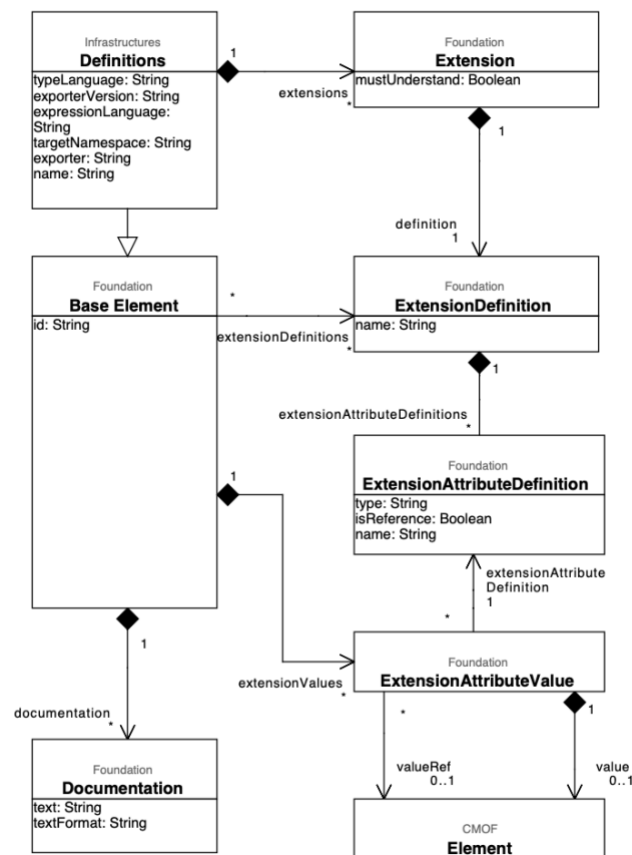 Infrastructures
Definitions
typeLanguage: String
exporterVersion: String
expressionLanguage:
String
targetNamespace: String
exporter: String
name: String
1
extensions
*
Foundation
Extension
mustUnderstand: Boolean
1
definition
1
Foundation
Base Element
id: String
*
extensionDefinitions
*
Foundation
ExtensionDefinition
name: String
1
extensionAttributeDefinitions
*
Foundation
ExtensionAttributeDefinition
type: String
isReference: Boolean
name: String
1
extensionAttribute
Definition
1
*
extensionValues
*
Foundation
ExtensionAttributeValue
1
documentation
*
Foundation
Documentation
text: String
textFormat: String
*
valueRef
0..1
1
value
0..1
CMOF
Element